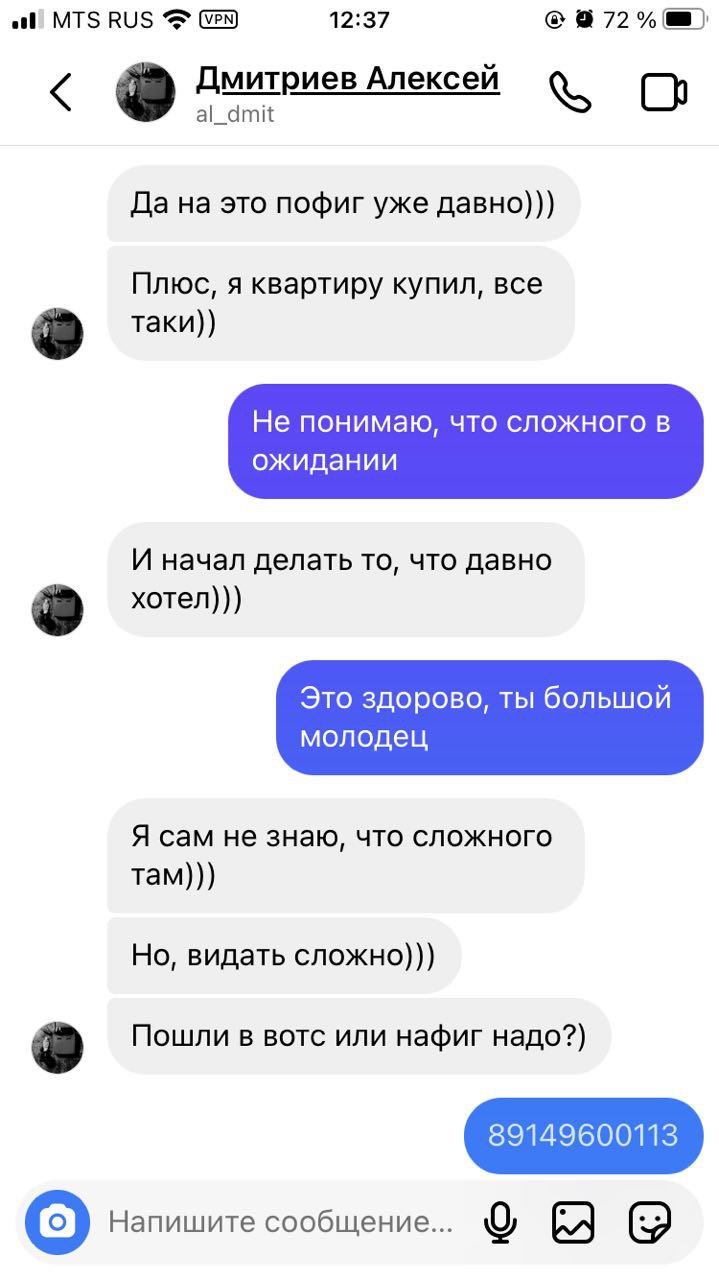 MTS RUS VPN 12:37 72 %
Дмитриев Алексей
al_dmit
Да на это пофиг уже давно)))
Плюс, я квартиру купил, все
таки))
Не понимаю, что сложного в
ожидании
И начал делать то, что давно
хотел)))
Это здорово, ты большой
молодец
Я сам не знаю, что сложного
там)))
Но, видать сложно)))
Пошли в вотс или нафиг надо?)
89149600113
Напишите сообщение...